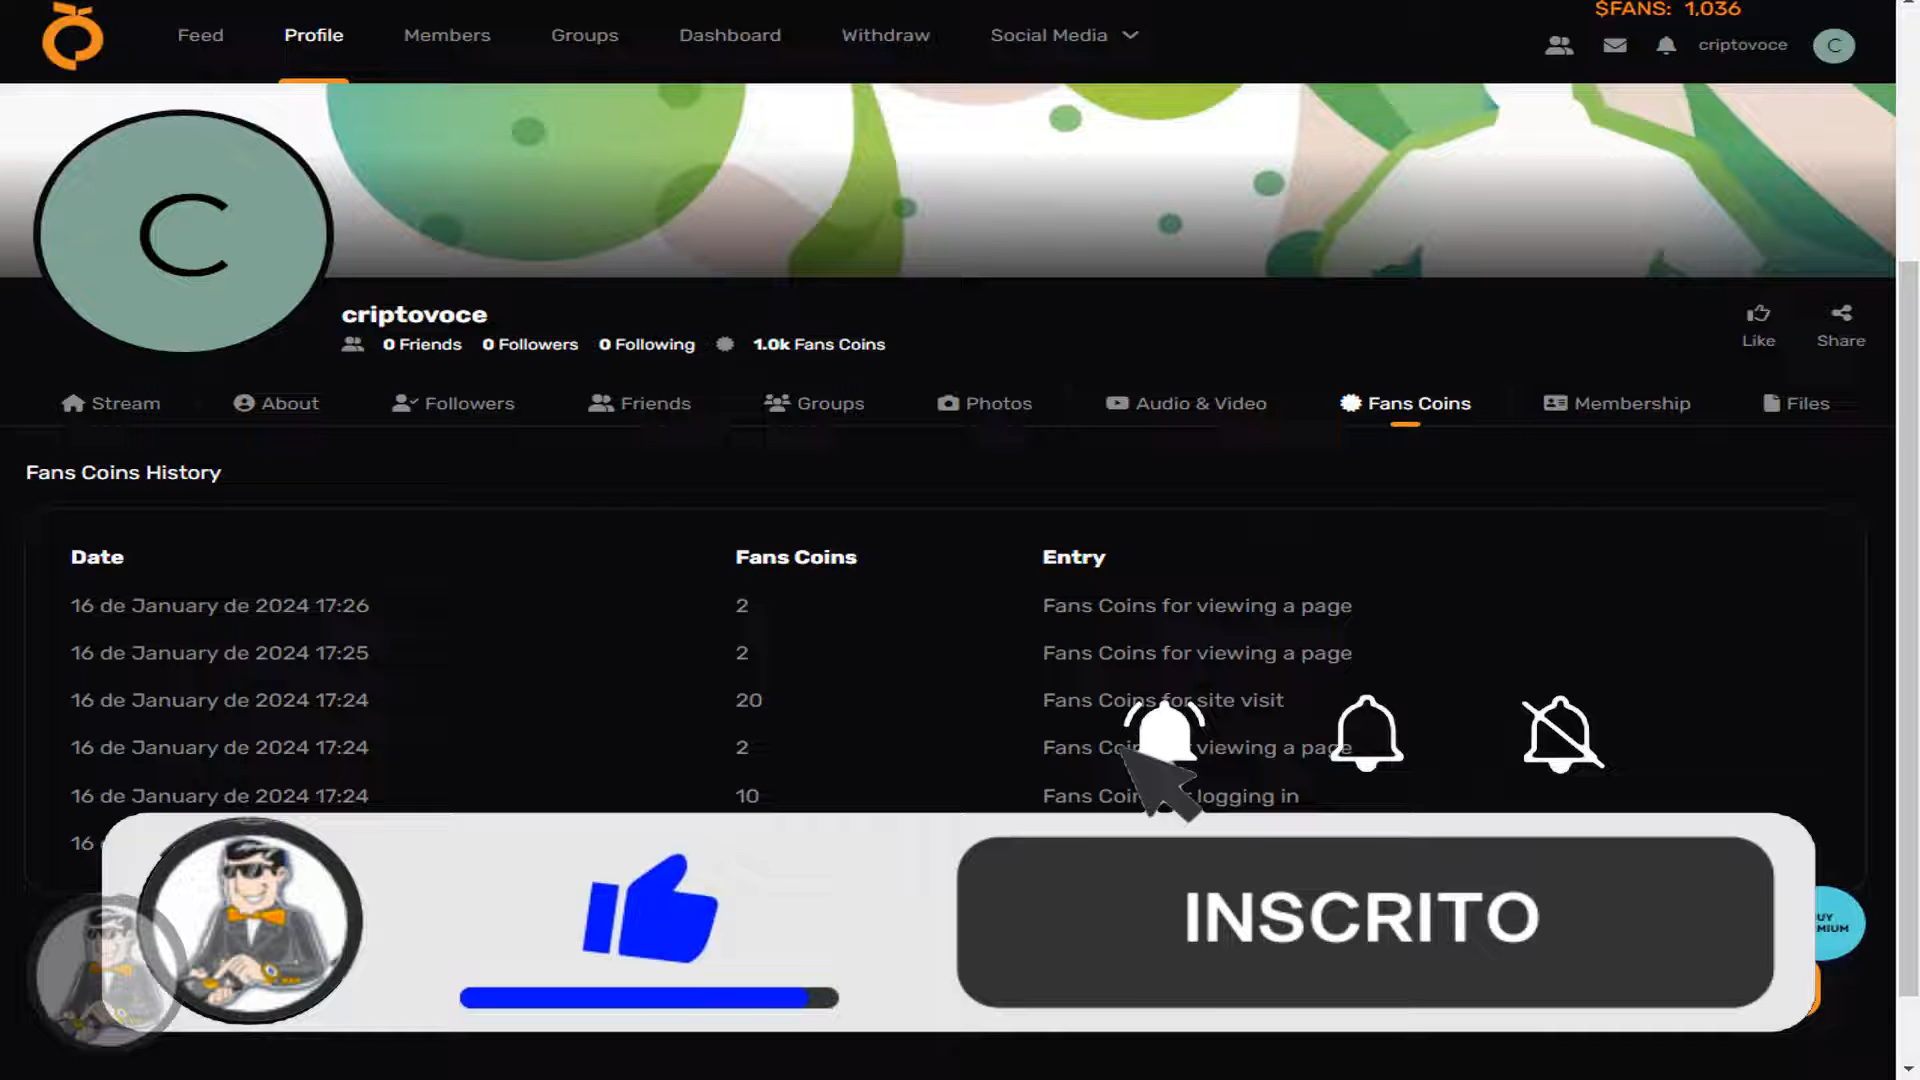 $FANS: 1,036
Feed Profile Members Groups Dashboard Withdraw Social Media criptovoce C
C
criptovoce
0 Friends 0 Followers 0 Following 1.0k Fans Coins
Like Share
Stream About Followers Friends Groups Photos Audio & Video Fans Coins Membership Files
Fans Coins History
Date Fans Coins Entry
16 de January de 2024 17:26 2 Fans Coins for viewing a page
16 de January de 2024 17:25 2 Fans Coins for viewing a page
16 de January de 2024 17:24 20 Fans Coins for site visit
16 de January de 2024 17:24 2 Fans viewing a page
16 de January de 2024 17:24 10 Fans logging in
16
INSCRITO